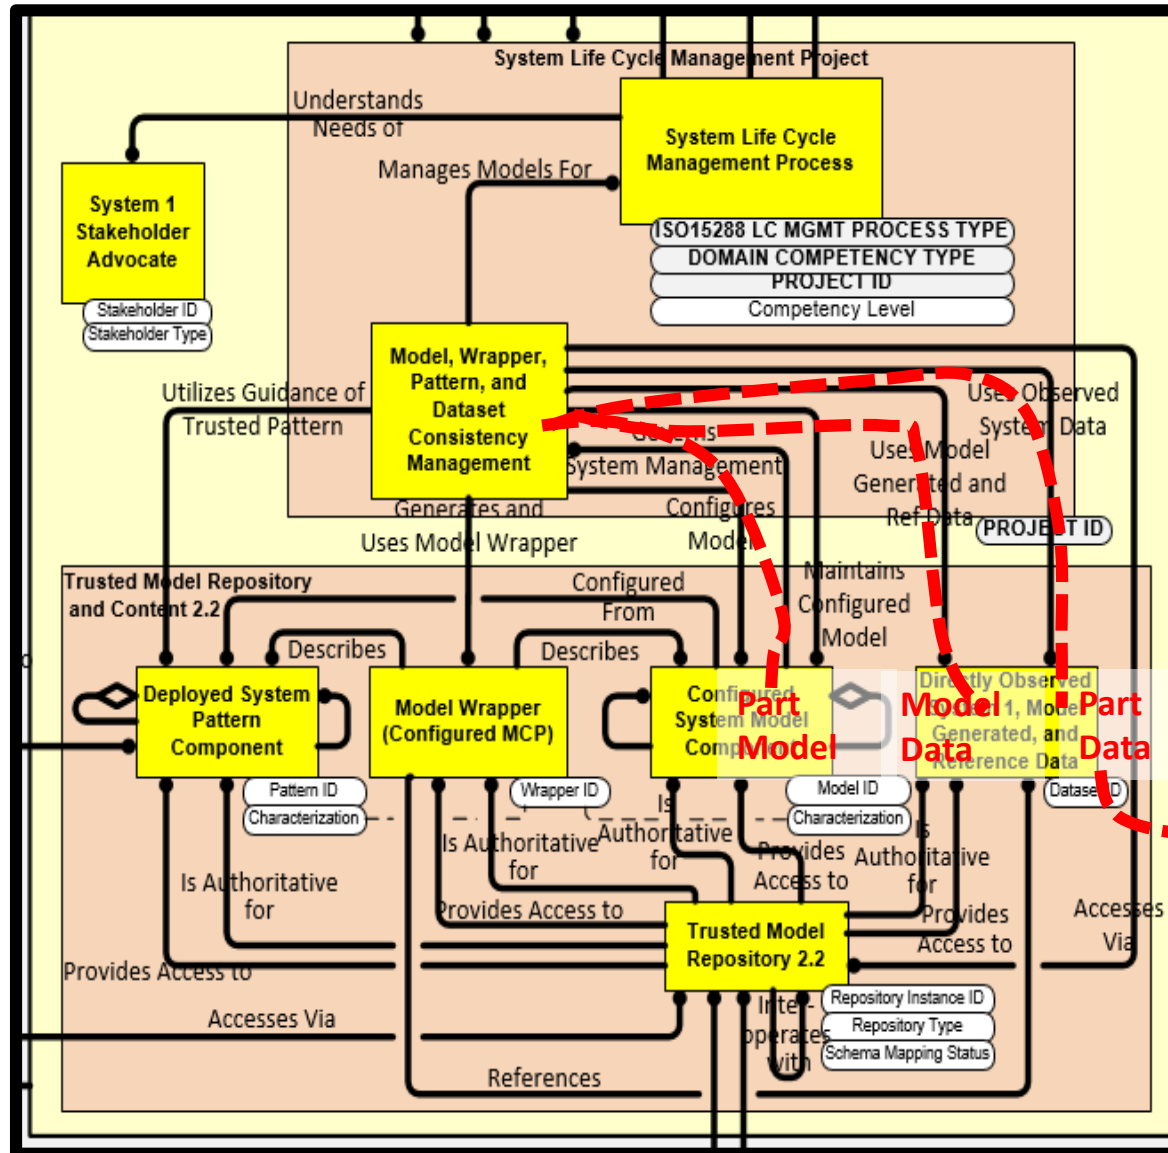 System Life Cycle Management Project
Understands
Needs of
System Life Cycle
Management Process
Manages Models For
System 1
Stakeholder
Advocate
ISO15288 LC MGMT PROCESS TYPE
DOMAIN COMPETENCY TYPE
PROJECT ID
Competency Level
Stakeholder ID
Stakeholder Type
Model, Wrapper,
Pattern, and
Dataset
Consistency
Management
Utilizes Guidance of
Trusted Pattern
Uses Observed
System Data
Governs
System Management
Uses Model
Generated and
Ref Data
Generates and
Uses Model Wrapper
Configures
Model
PROJECT ID
Trusted Model Repository
and Content 2.2
Configured
From
Maintains
Configured
Model
Describes
Describes
Deployed System
Pattern
Component
Model Wrapper
(Configured MCP)
Configured
System Model
Component
Directly Observed
System 1, Model
Generated, and
Reference Data
Part
Model
Model
Data
Part
Data
Pattern ID
Characterization
Wrapper ID
Model ID
Characterization
Dataset ID
Is Authoritative
for
Is Authoritative
for
Is
Authoritative
for
Provides
Access to
Is
Authoritative
for
Provides
Access to
Accesses
Via
Provides Access to
Provides Access to
Trusted Model
Repository 2.2
Accesses Via
Inter-
operates
with
Repository Instance ID
Repository Type
Schema Mapping Status
References